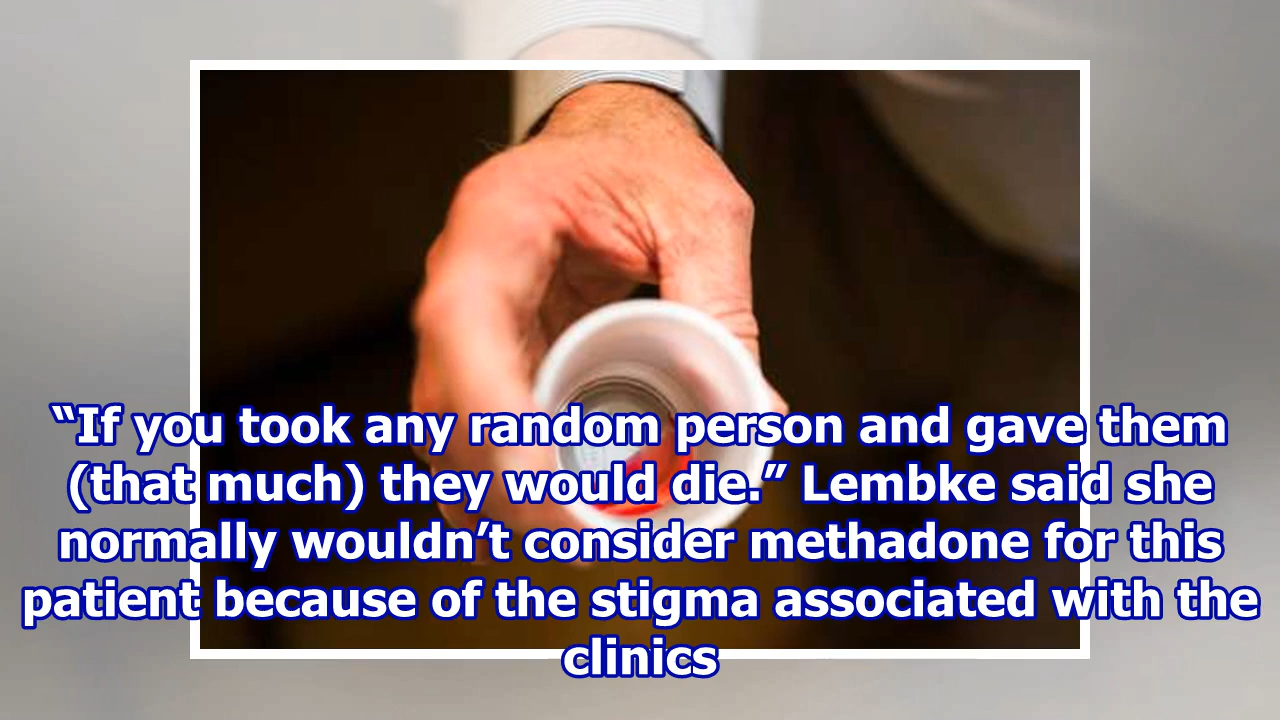 “If you took any random person and gave them
(that much) they would die.” Lembke said she
normally wouldn’t consider methadone for this
patient because of the stigma associated with the
clinics